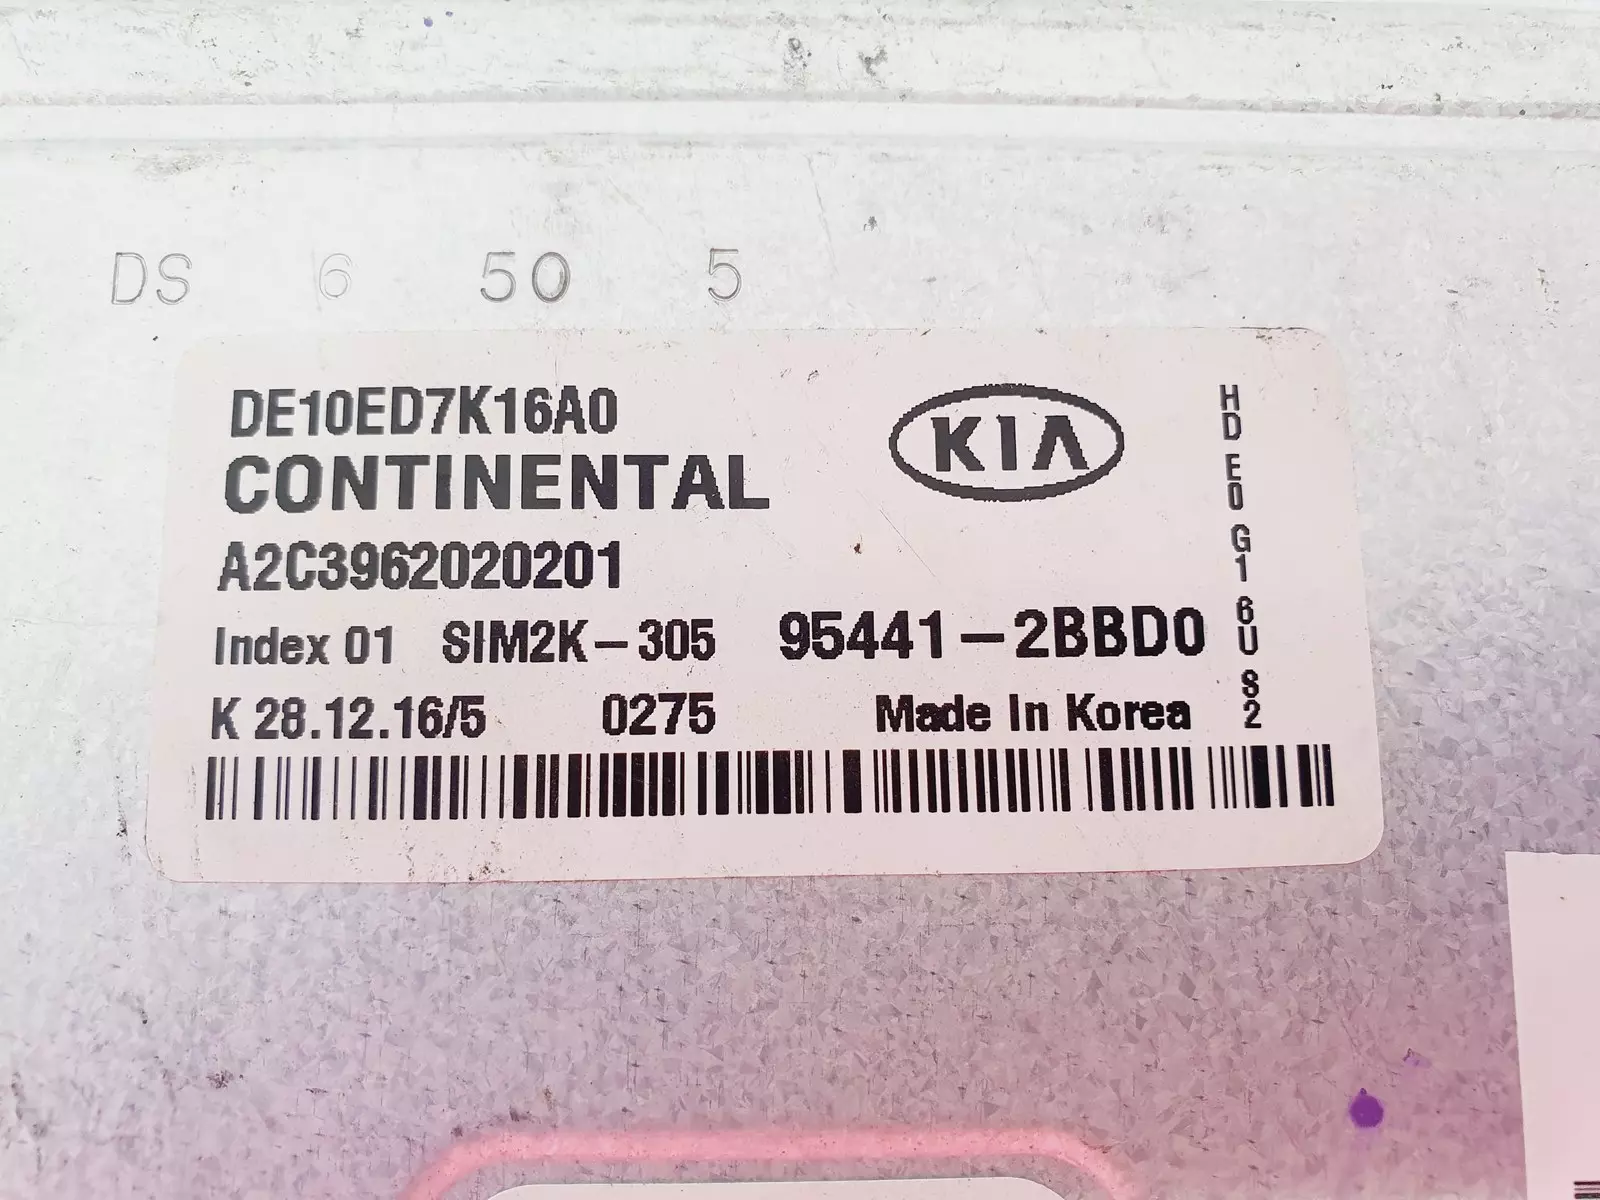 DS 6 50 5
DE10ED7K16A0
CONTINENTAL
KIA
A2C3962020201
Index 01 SIM2K-305 95441-2BBD0
K 28.12.16/5 0275 Made In Korea
HD E0 G1 6U S2